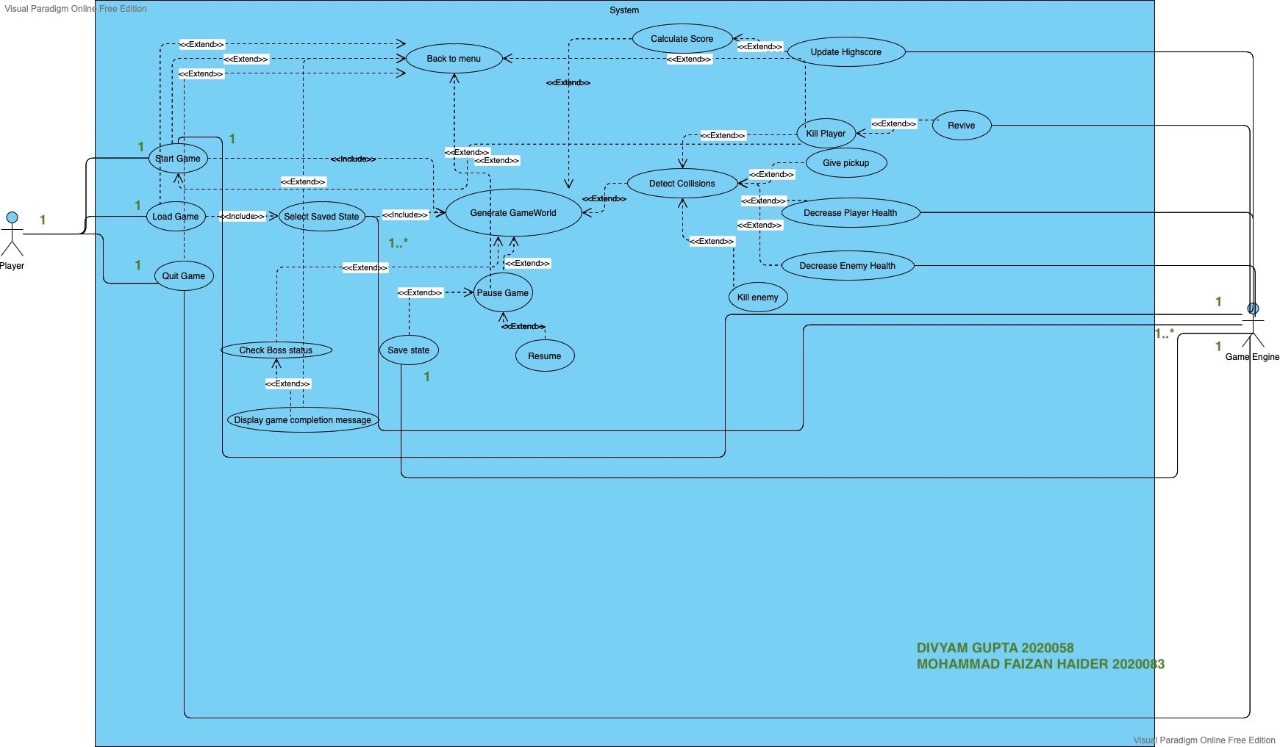 Visual Paradigm Online Free Edition
System
<<Extend>>
Calculate Score
<<Extend>>
Update Highscore
<<Extend>>
Back to menu
<<Extend>>
<<Extend>>
<<Extend>>
Kill Player
<<Extend>>
Revive
<<Extend>>
1
1
Start Game
<<Include>>
<<Extend>>
<<Extend>>
Give pickup
<<Extend>>
<<Extend>>
Detect Collisions
<<Extend>>
1
1
Load Game
<<Include>>
Select Saved State
<<Include>>
Generate GameWorld
<<Extend>>
Decrease Player Health
<<Extend>>
<<Extend>>
1..*
Player
1
Quit Game
<<Extend>>
<<Extend>>
Decrease Enemy Health
<<Extend>>
Pause Game
Kill enemy
1
<<Extend>>
1..*
Check Boss status
Save state
Resume
1
Game Engine
<<Extend>>
1
Display game completion message
DIVYAM GUPTA 2020058
MOHAMMAD FAIZAN HAIDER 2020083
Visual Paradigm Online Free Edition